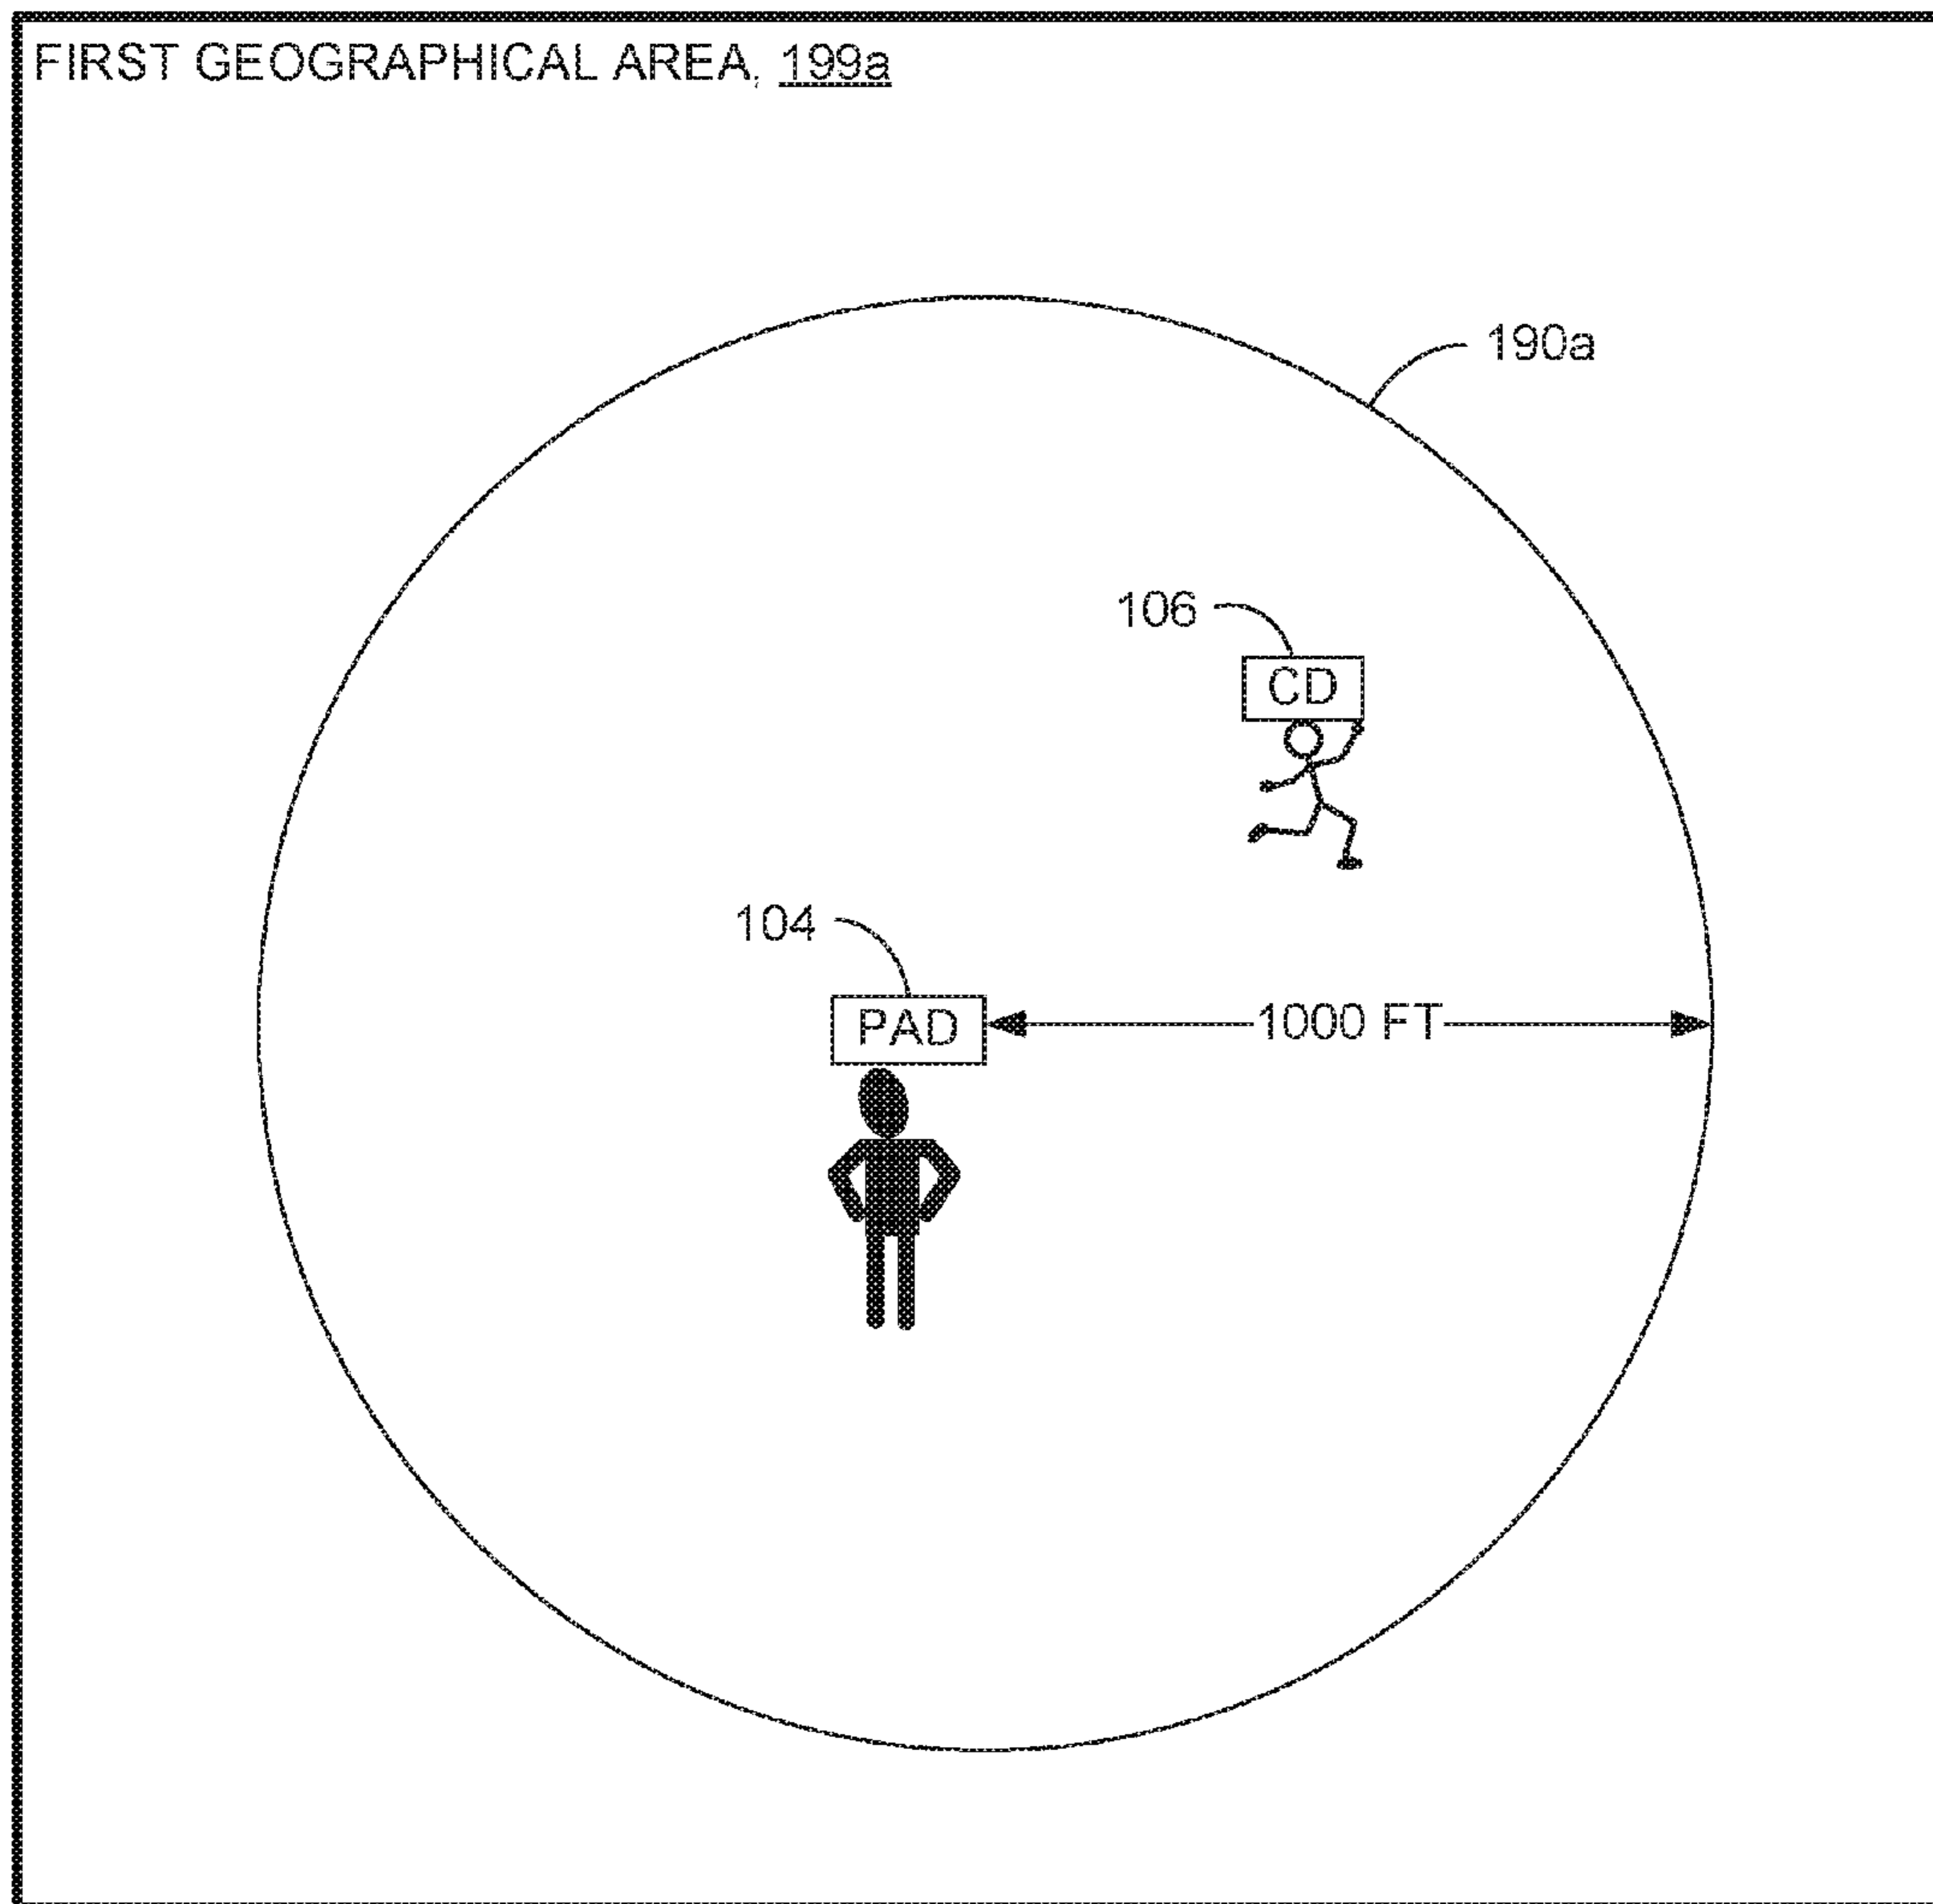 FIRST GEOGRAPHICAL AREA, 199a
190a
106
CD
104
PAD
1000 FT